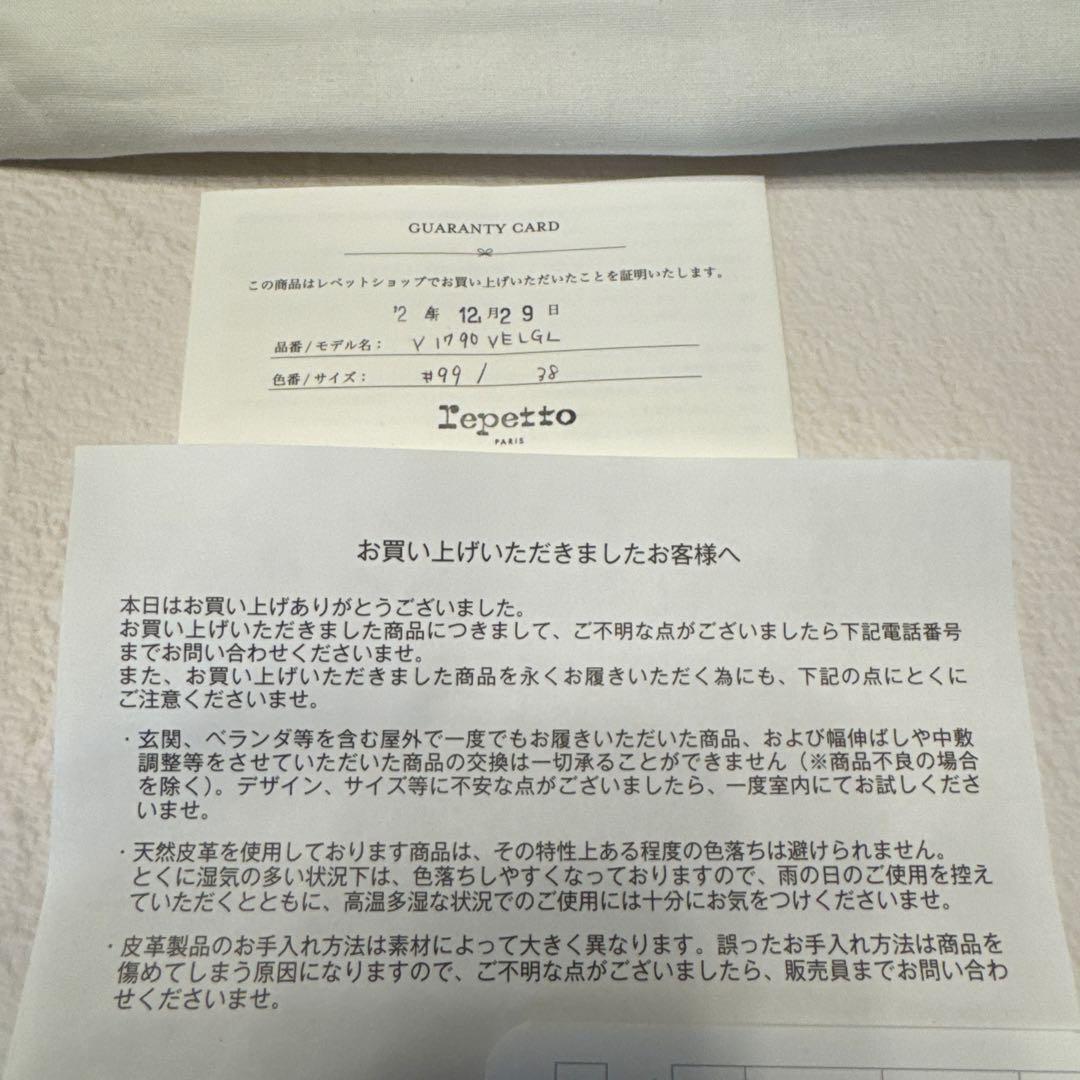 GUARANTY CARD
この商品はレペットショップでお買い上げいただいたことを証明いたします。
'2 年 12月29日
品番/モデル名: V1790 VELGL
色番/サイズ: #99 / 38
repetto
PARIS
お買い上げいただきましたお客様へ
本日はお買い上げありがとうございました。
お買い上げいただきました商品につきまして、ご不明な点がございましたら下記電話番号
までお問い合わせくださいませ。
また、お買い上げいただきました商品を永くお履きいただく為にも、下記の点にとくに
ご注意くださいませ。
・玄関、ベランダ等を含む屋外で一度でもお履きいただいた商品、および幅伸ばしや中敷
調整等をさせていただいた商品の交換は一切承ることができません（※商品不良の場合
を除く）。デザイン、サイズ等に不安な点がございましたら、一度室内にてお試しくださ
いませ。
・天然皮革を使用しております商品は、その特性上ある程度の色落ちは避けられません。
とくに湿気の多い状況下は、色落ちしやすくなっておりますので、雨の日のご使用を控え
ていただくとともに、高温多湿な状況でのご使用には十分にお気をつけくださいませ。
・皮革製品のお手入れ方法は素材によって大きく異なります。誤ったお手入れ方法は商品を
傷めてしまう原因になりますので、ご不明な点がございましたら、販売員までお問い合わ
せくださいませ。